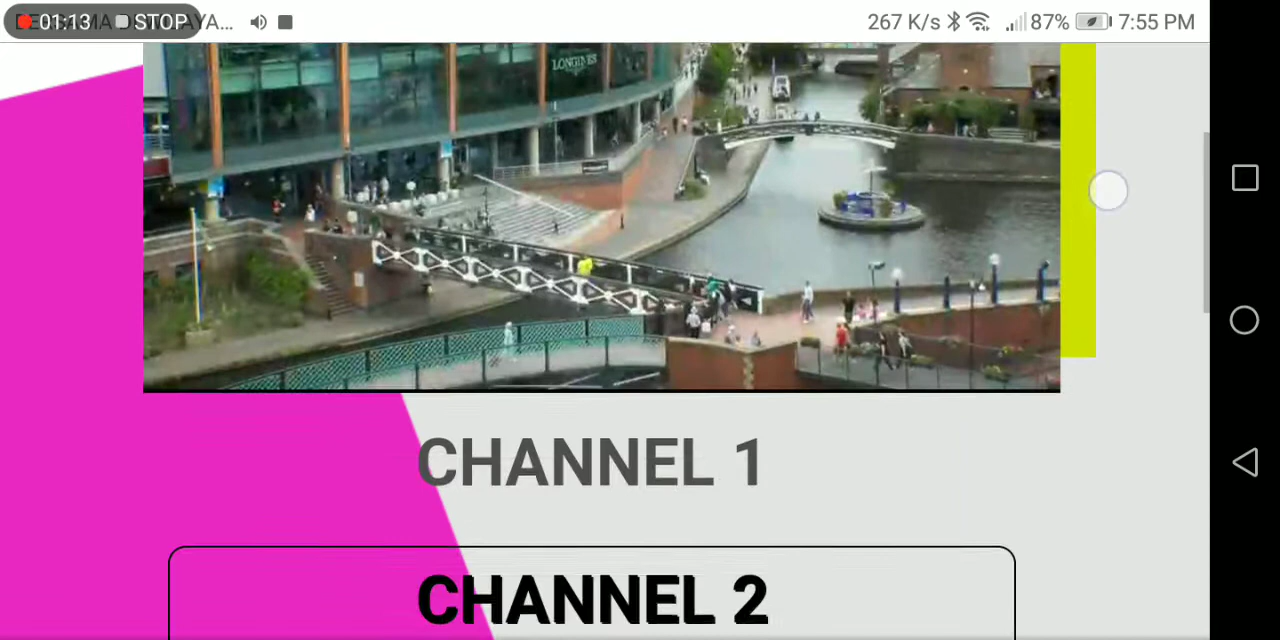 01:13 STOP
267 K/s 87% 7:55 PM
LONGINES
CHANNEL 1
CHANNEL 2